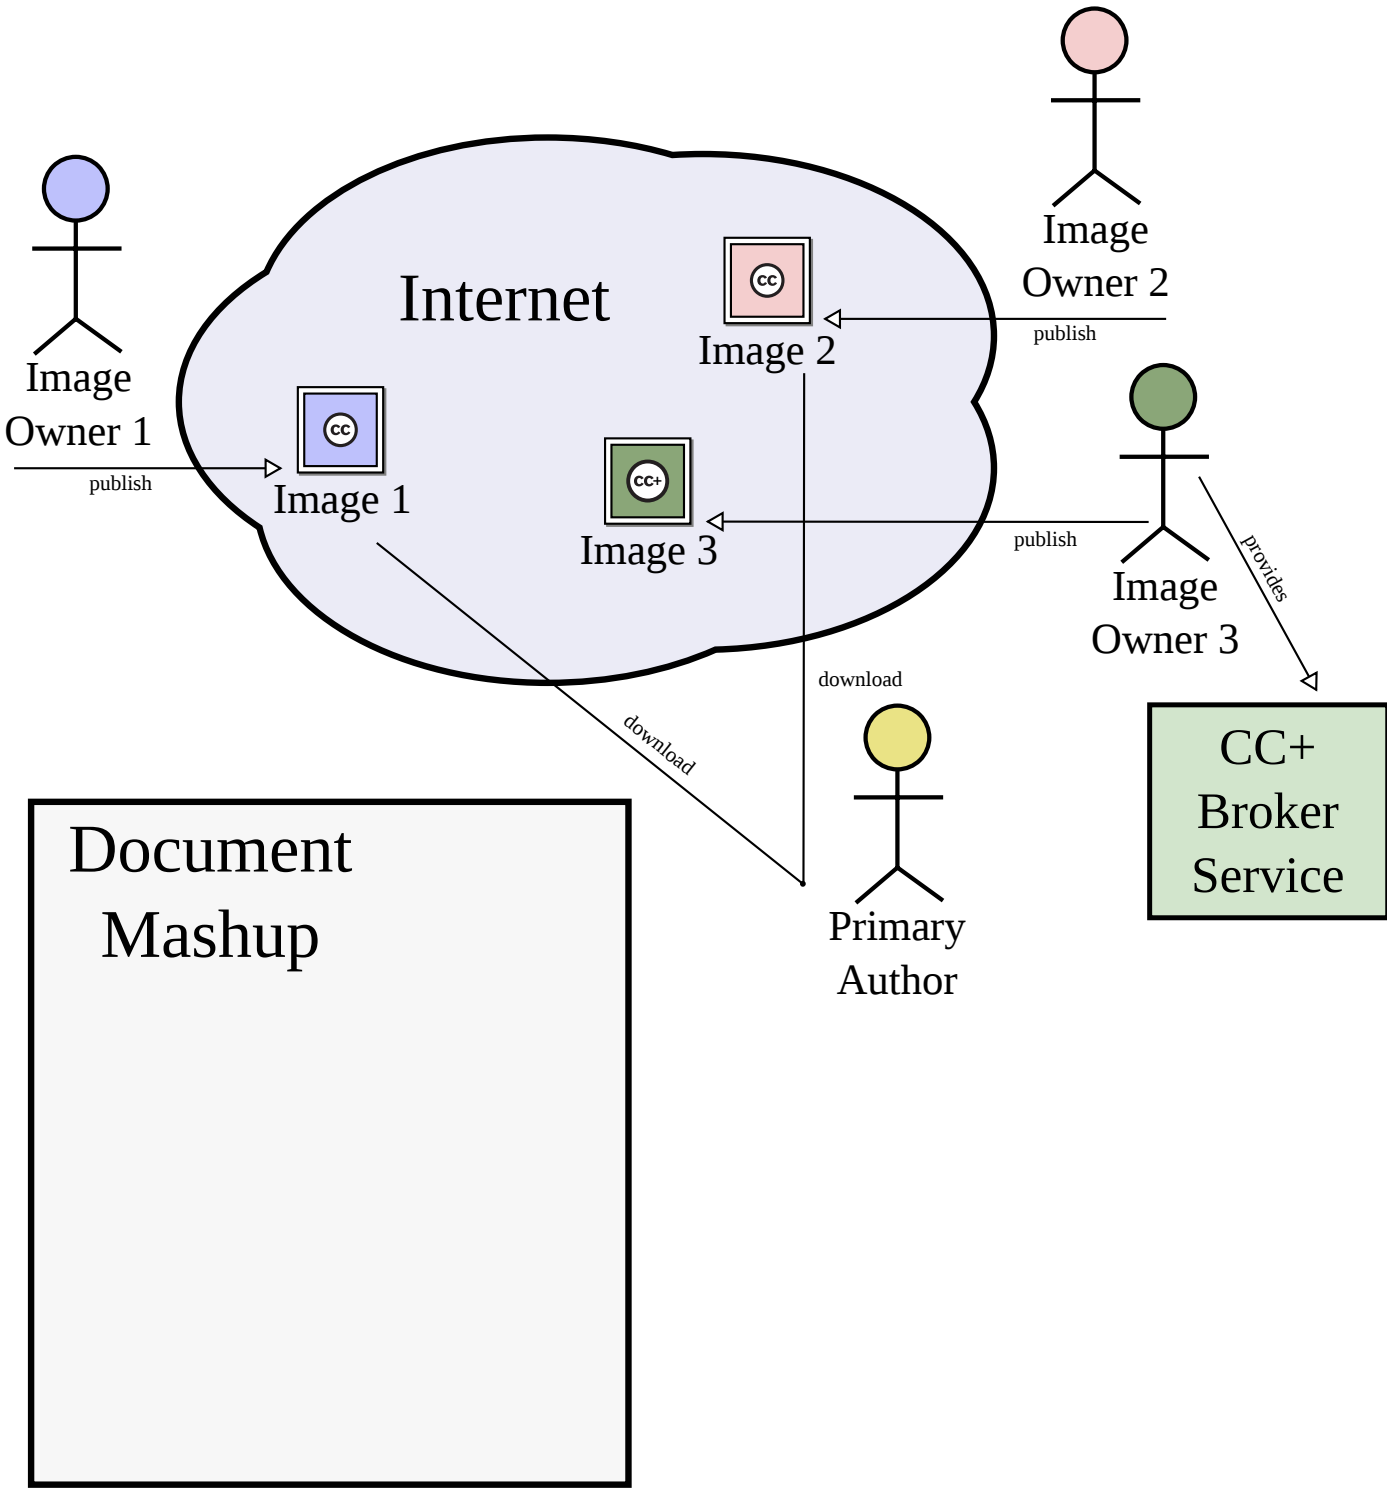 Image
Owner 2
publish
Image
Owner 1
publish
Internet
CC
Image 2
CC
Image 1
CC+
Image 3
publish
Image
Owner 3
provides
download
download
CC+
Broker
Service
Primary
Author
Document
Mashup